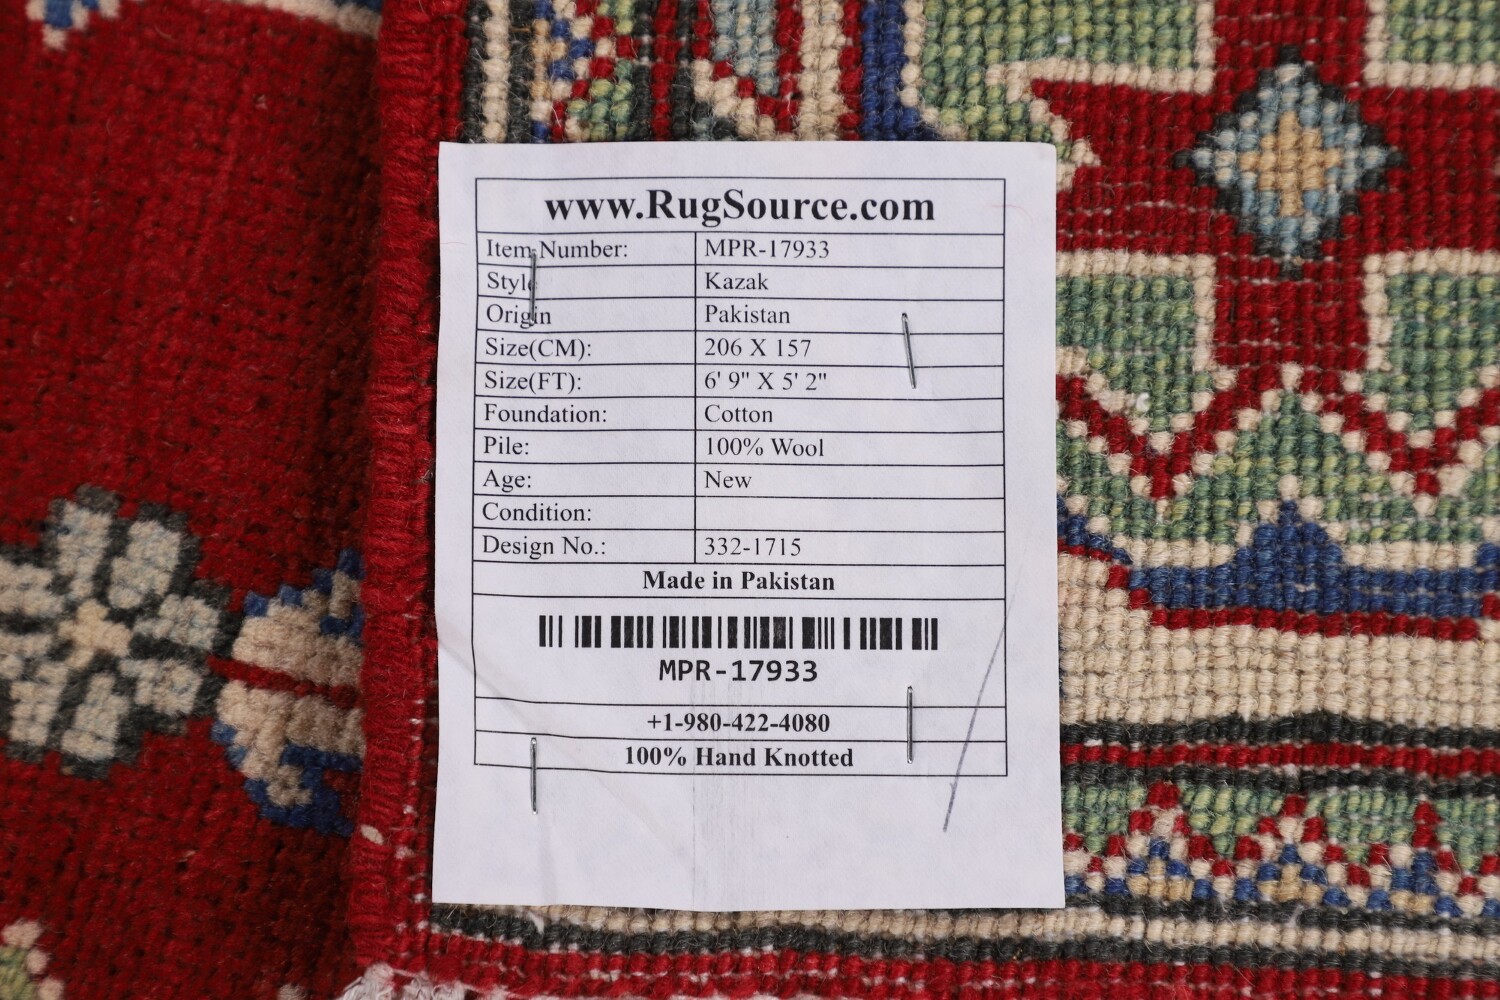 www.RugSource.com
Item Number: MPR-17933
Style Kazak
Origin Pakistan
Size(CM): 206 X 157
Size(FT): 6' 9" X 5' 2"
Foundation: Cotton
Pile: 100% Wool
Age: New
Condition:
Design No.: 332-1715
Made in Pakistan
MPR-17933
+1-980-422-4080
100% Hand Knotted